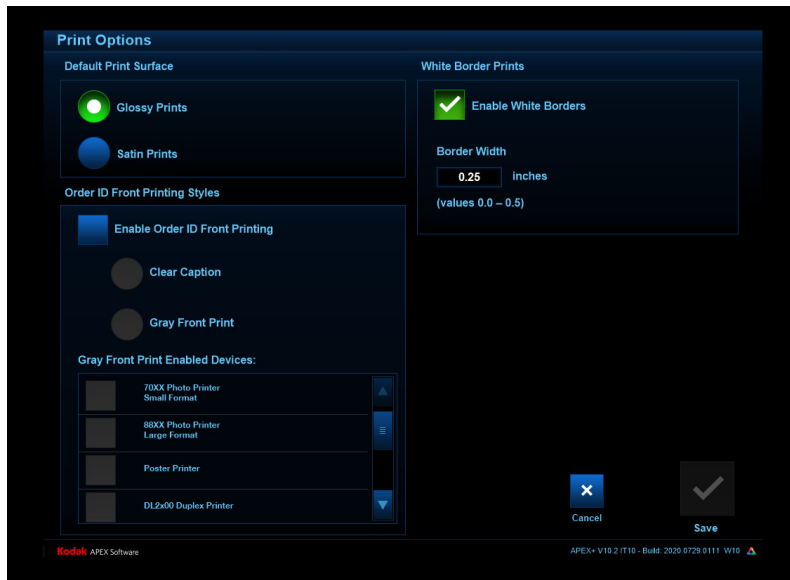 Print Options
Default Print Surface
Glossy Prints
Satin Prints
Order ID Front Printing Styles
Enable Order ID Front Printing
Clear Caption
Gray Front Print
Gray Front Print Enabled Devices:
70XX Photo Printer
Small Format
88XX Photo Printer
Large Format
Poster Printer
DL2x00 Duplex Printer
White Border Prints
Enable White Borders
Border Width
0.25 inches
(values 0.0 – 0.5)
Cancel
Save
Kodak APEX Software
APEX+ V10.2 IT10 - Build: 2020.0729.0111 W10